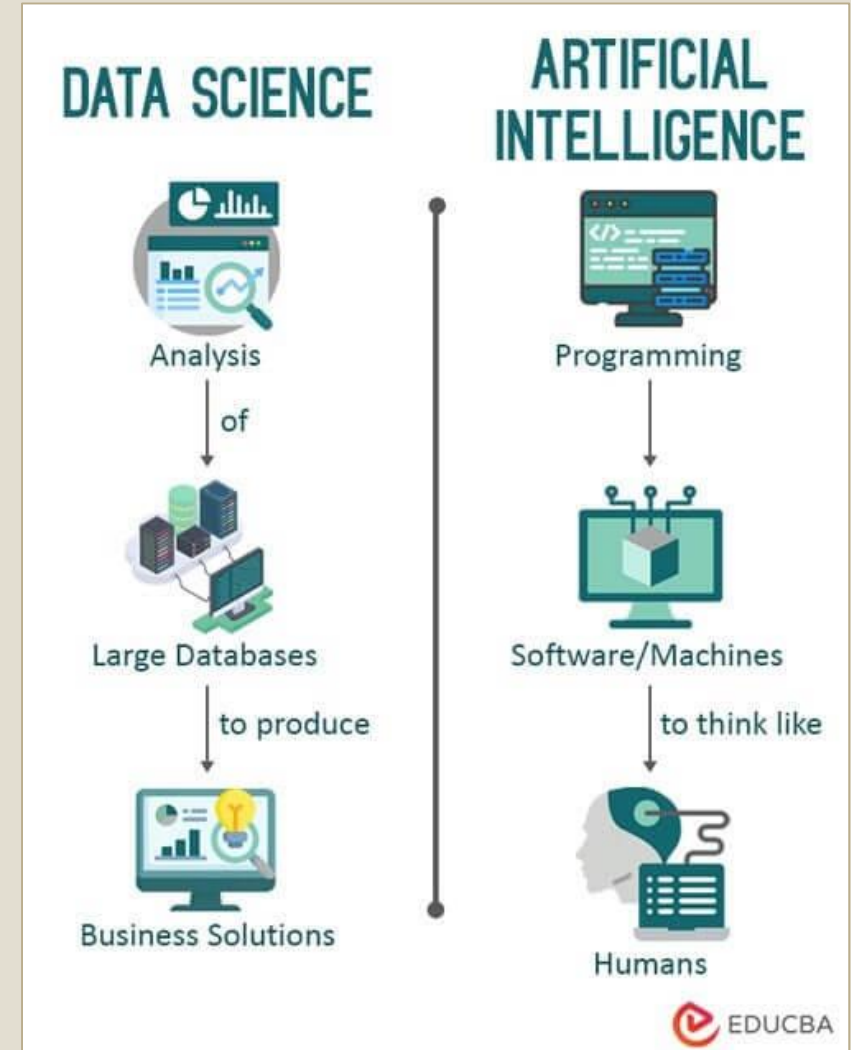 DATA SCIENCE
Analysis
of
Large Databases
to produce
Business Solutions
ARTIFICIAL
INTELLIGENCE
</>
Programming
Software/Machines
to think like
Humans
EDUCBA